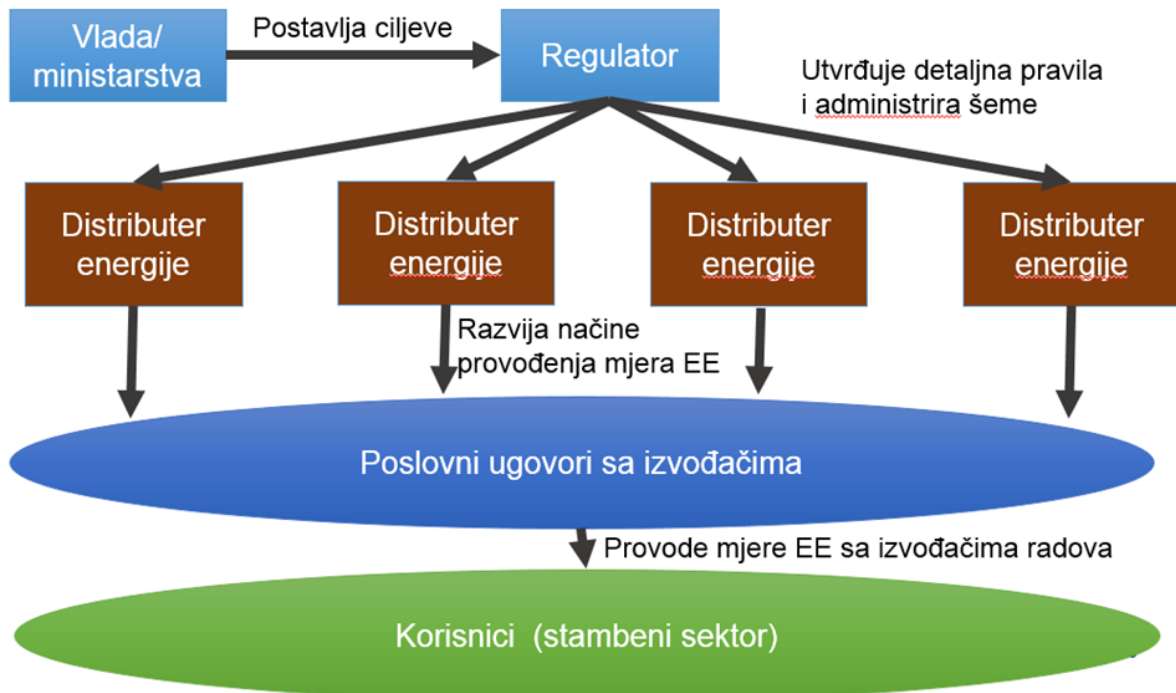 Vlada/
ministarstva
Postavlja ciljeve
Regulator
Utvrđuje detaljna pravila
i administrira šeme
Distributer
energije
Distributer
energije
Distributer
energije
Distributer
energije
Razvija načine
provođenja mjera EE
Poslovni ugovori sa izvođačima
Provode mjere EE sa izvođačima radova
Korisnici (stambeni sektor)